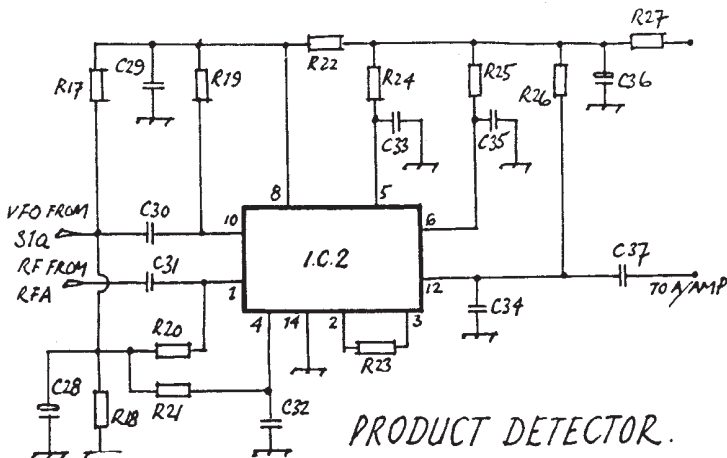 R27
R22
R17
C29
R19
R24
R25
R26
C36
C33
C35
8
5
VFO FROM
S1a
C30
10
6
I.C.2
RF FROM
RFA
C31
1
12
C37
TO A/AMP
4
14
2
3
C34
R20
R23
C28
R21
R18
C32
PRODUCT DETECTOR.